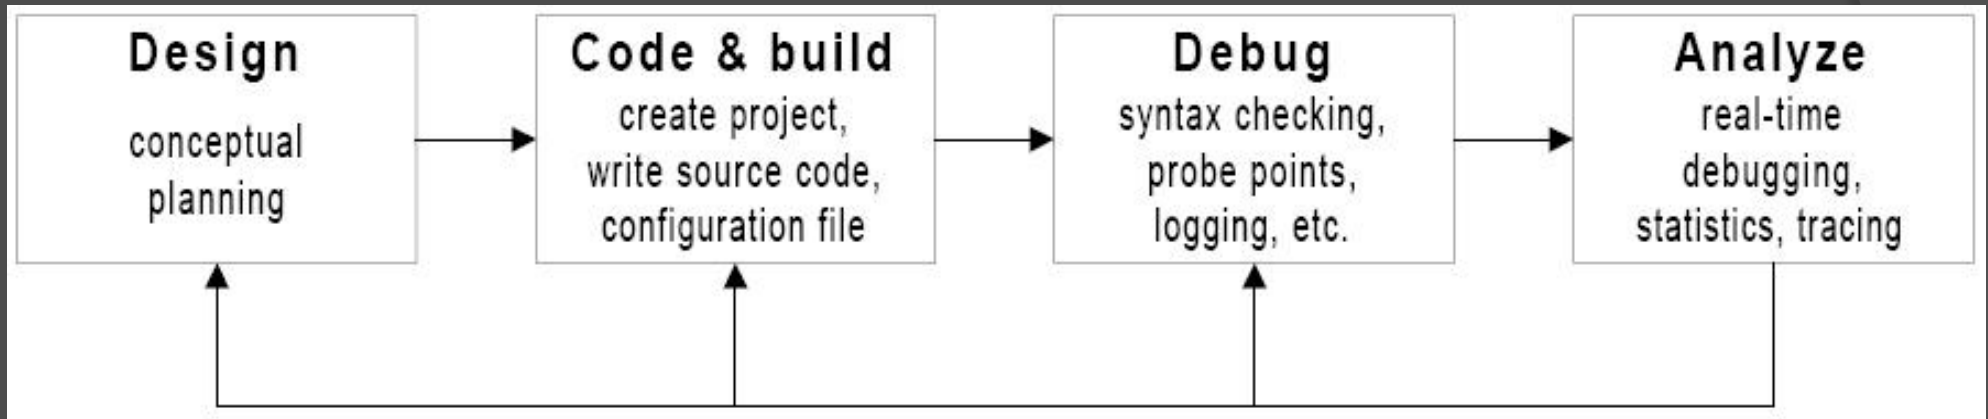 Design
conceptual
planning
Code & build
create project,
write source code,
configuration file
Debug
syntax checking,
probe points,
logging, etc.
Analyze
real-time
debugging,
statistics, tracing